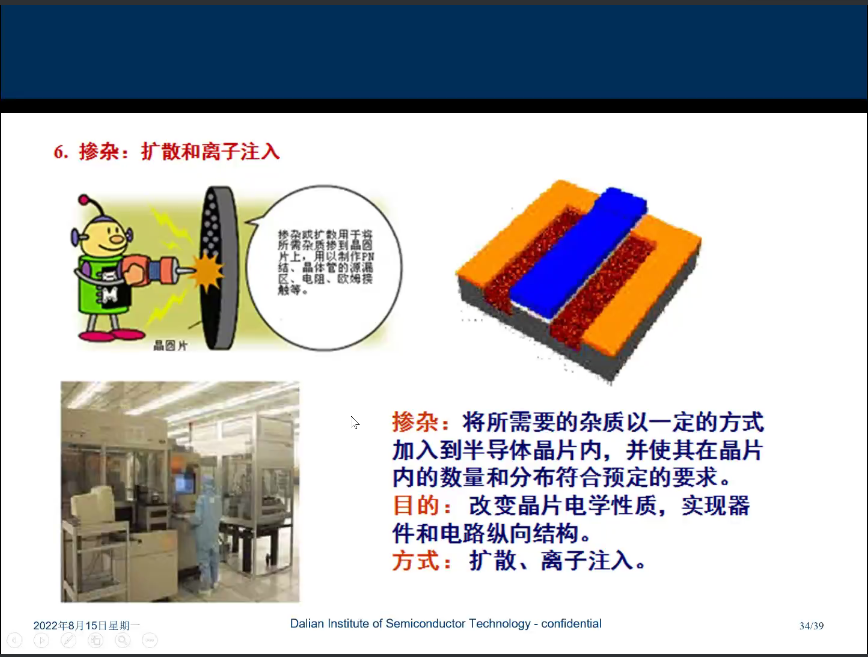 6. 掺杂：扩散和离子注入
掺杂或扩散用于将
所需杂质掺到晶圆
片上，用以制作PN
结、晶体管的源漏
区、电阻、欧姆接
触等。
M
晶圆片
掺杂：将所需要的杂质以一定的方式
加入到半导体晶片内，并使其在晶片
内的数量和分布符合预定的要求。
目的：改变晶片电学性质，实现器
件和电路纵向结构。
方式：扩散、离子注入。
2022年8月15日星期一
Dalian Institute of Semiconductor Technology - confidential
34/39